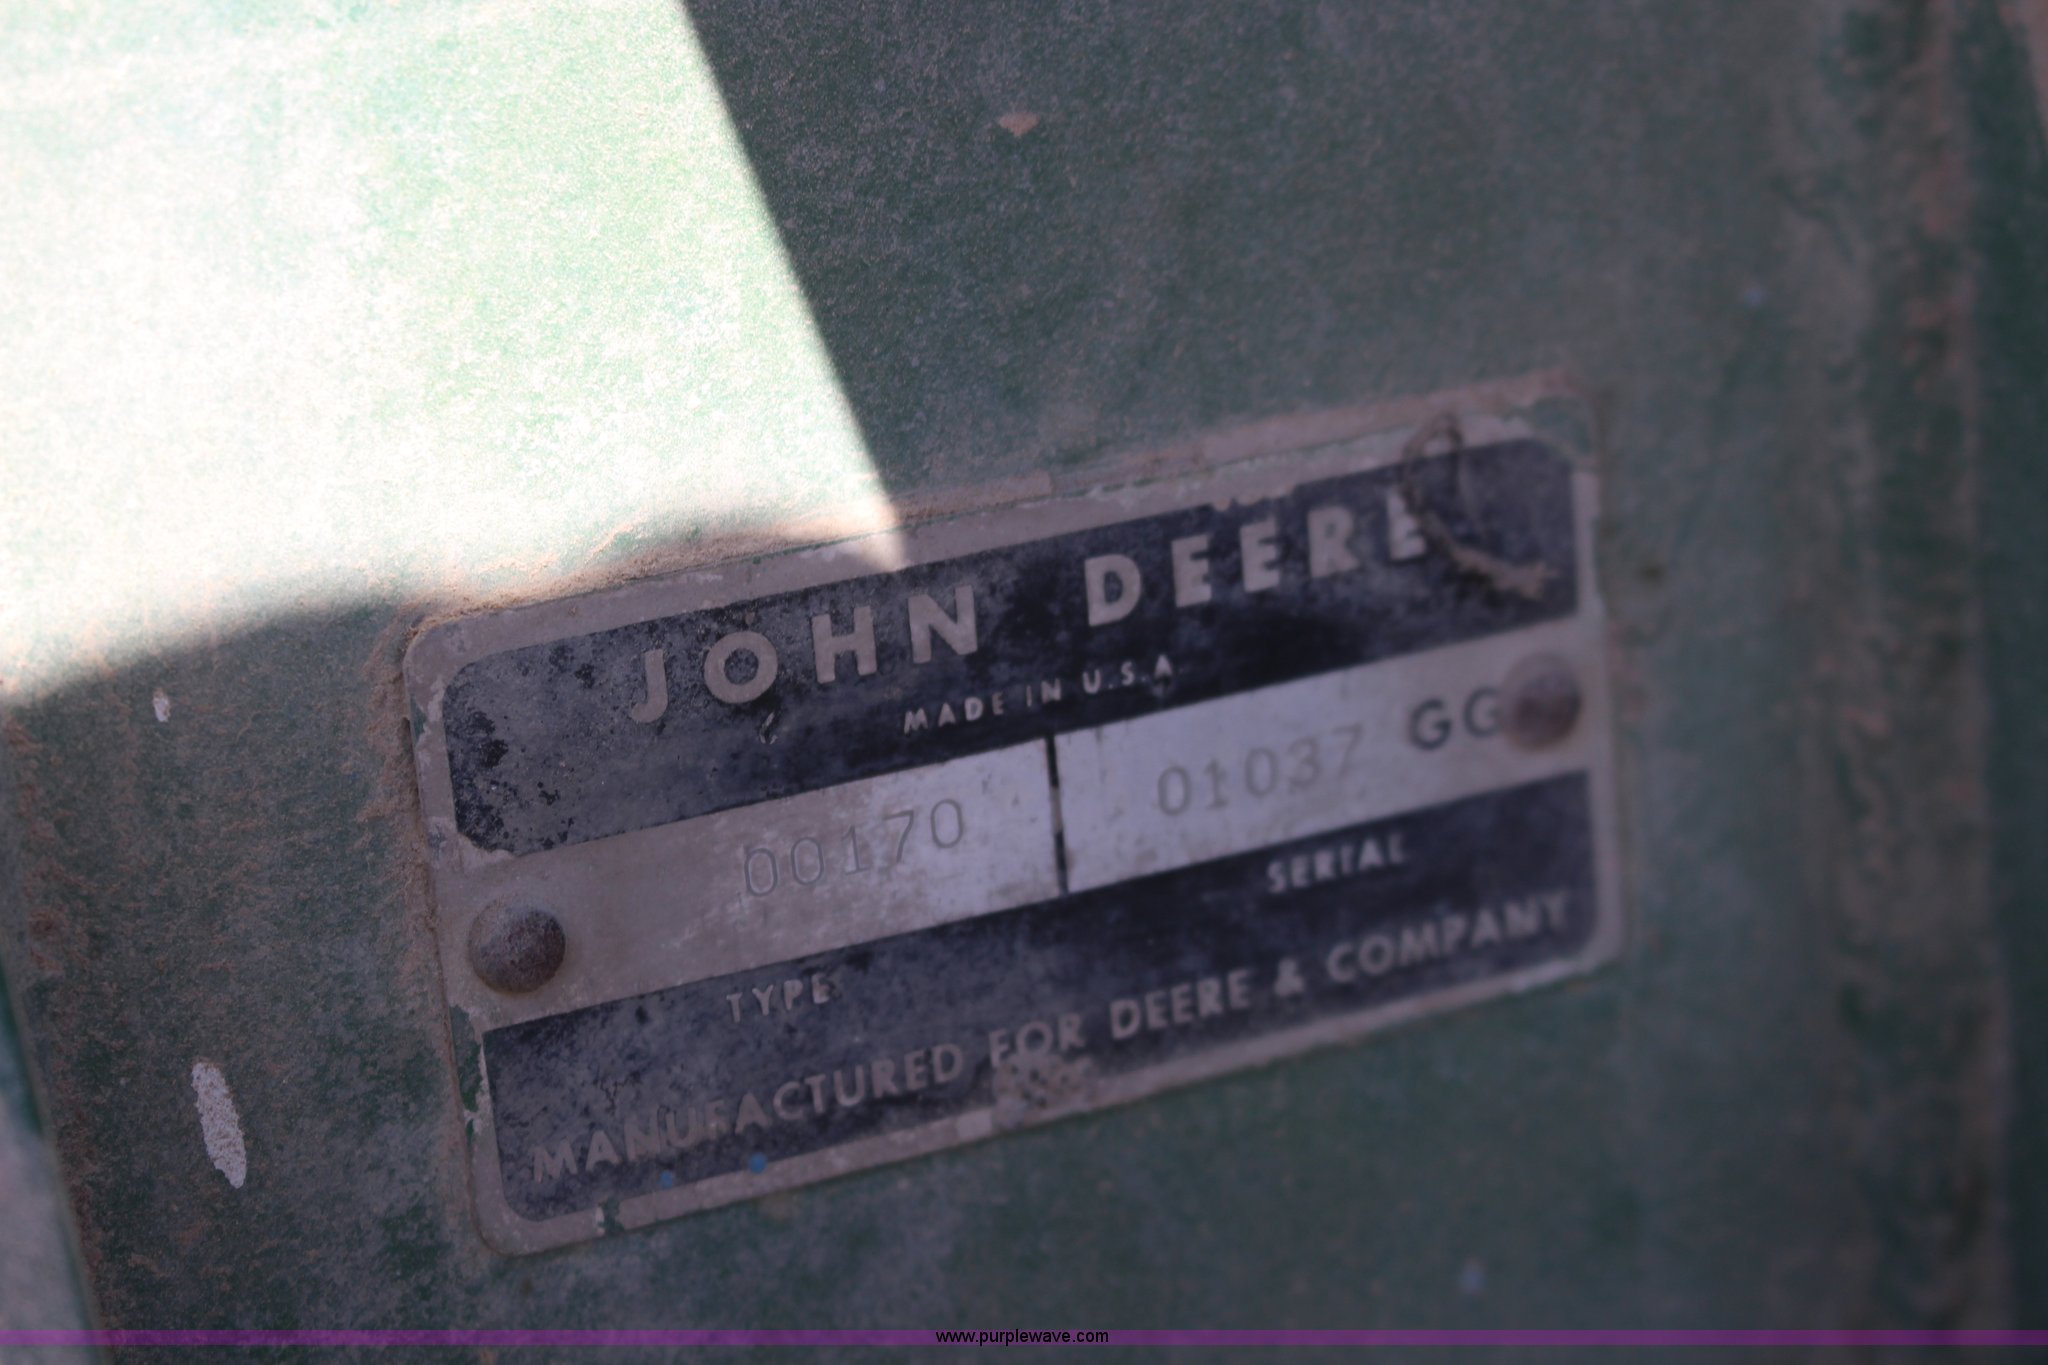 JOHN DEERE
MADE IN U.S.A.
00170 01037 GG
TYPE SERIAL
MANUFACTURED FOR DEERE & COMPANY
www.purplewave.com